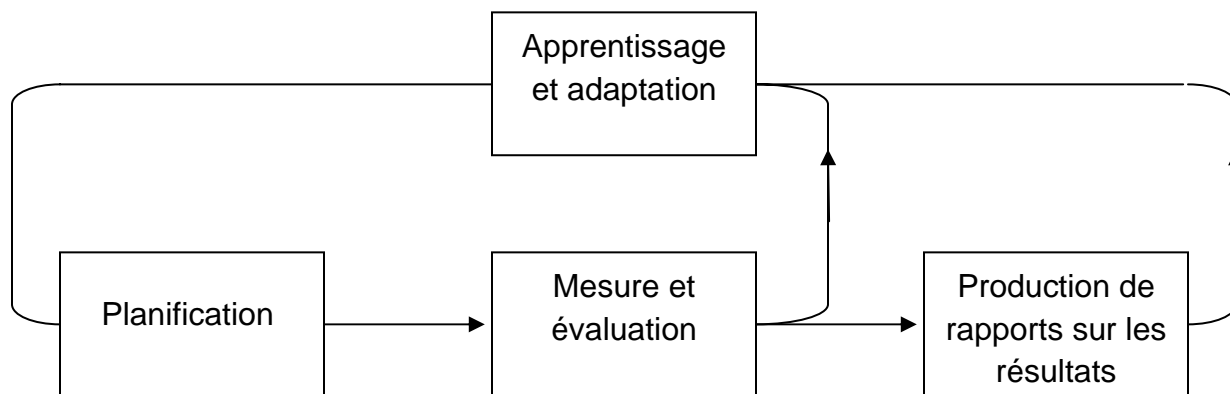 Apprentissage
et adaptation
Planification
Mesure et
évaluation
Production de
rapports sur les
résultats